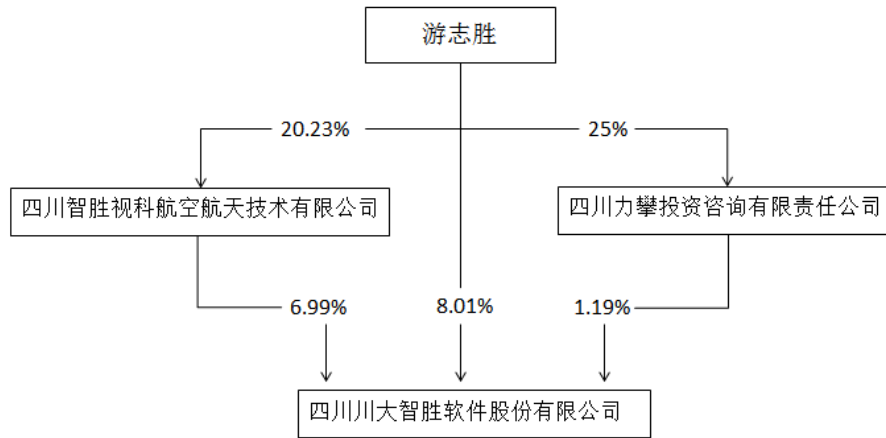 游志胜
20.23%
25%
四川智胜视科航空航天技术有限公司
四川力攀投资咨询有限责任公司
6.99%
8.01%
1.19%
四川川大智胜软件股份有限公司